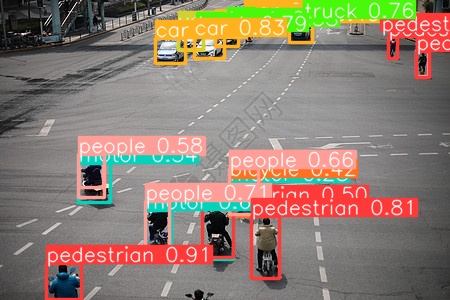 truck 0.76
car
car 0.83
79
pedest
pe
people 0.58
motor 0.54
people 0.66
bicycle 0.42
people 0.71
rian 0.50
pedestrian 0.81
pedestrian 0.91